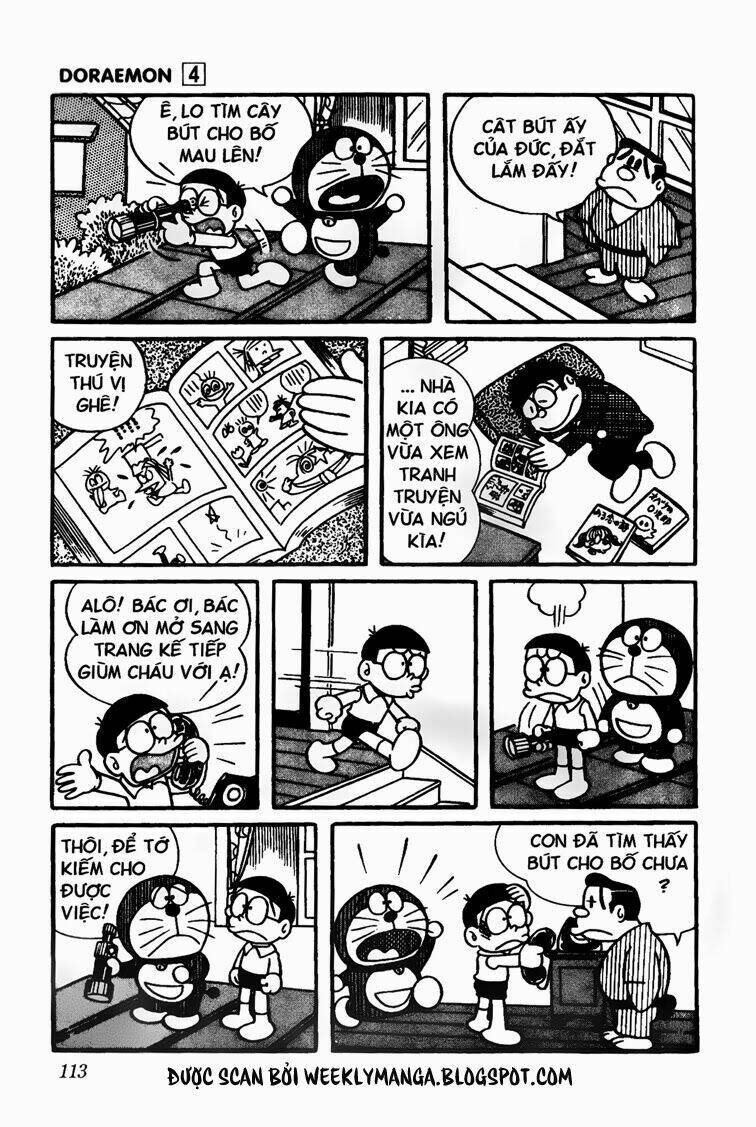 DORAEMON 4
Ê, LO TÌM CÂY
BÚT CHO BỐ
MAU LÊN!
CÂT BÚT ẤY
CỦA ĐỨC, ĐẮT
LẮM ĐẤY!
TRUYỆN
THÚ VỊ
GHÊ!
... NHÀ
KIA CÓ
MỘT ÔNG
VỪA XEM
TRANH
TRUYỆN
VỪA NGỦ
KÌA!
ALÔ! BÁC ƠI, BÁC
LÀM ƠN MỞ SANG
TRANG KẾ TIẾP
GIÙM CHÁU VỚI Ạ!
THÔI, ĐỂ TỚ
KIẾM CHO
ĐƯỢC
VIỆC!
CON ĐÃ TÌM THẤY
BÚT CHO BỐ CHƯA
?
113
ĐƯỢC SCAN BỞI WEEKLYMANGA.BLOGSPOT.COM